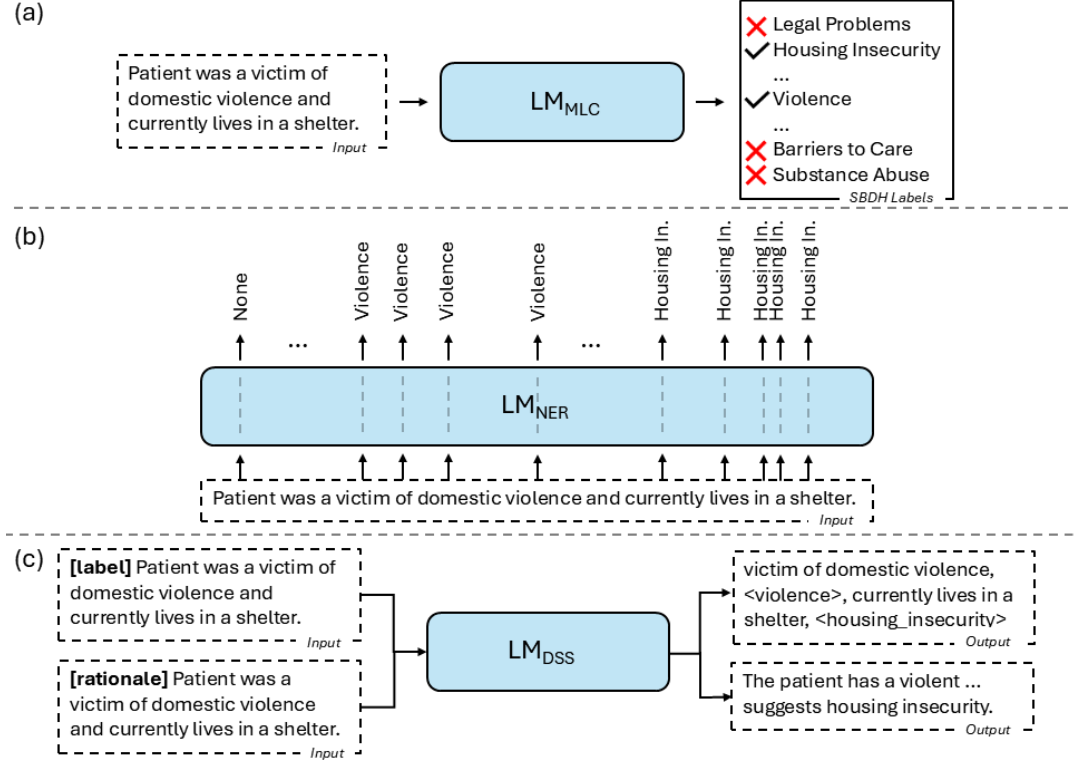 (a)
Patient was a victim of
domestic violence and
currently lives in a shelter.
Input
LM_MLC
Legal Problems
Housing Insecurity
...
Violence
...
Barriers to Care
Substance Abuse
SBDH Labels
(b)
None
...
Violence
Violence
Violence
Violence
...
Housing In.
Housing In.
Housing In.
Housing In.
Housing In.
LM_NER
Patient was a victim of domestic violence and currently lives in a shelter.
Input
(c)
[label] Patient was a victim of
domestic violence and
currently lives in a shelter.
Input
[rationale] Patient was a
victim of domestic violence
and currently lives in a shelter.
Input
LM_DSS
victim of domestic violence,
<violence>, currently lives in a
shelter, <housing_insecurity>
Output
The patient has a violent ...
suggests housing insecurity.
Output